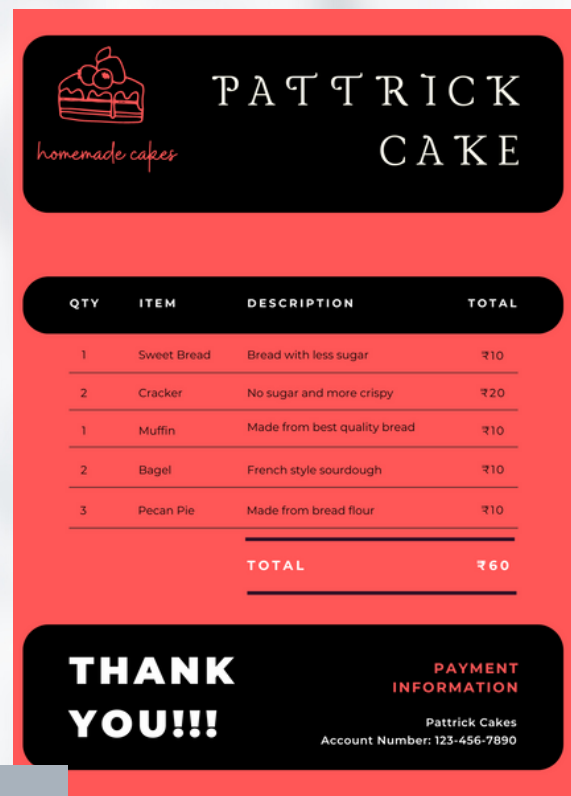 homemade cakes
PATTRICK
CAKE
QTY ITEM DESCRIPTION TOTAL
1 Sweet Bread Bread with less sugar ₹10
2 Cracker No sugar and more crispy ₹20
1 Muffin Made from best quality bread ₹10
2 Bagel French style sourdough ₹10
3 Pecan Pie Made from bread flour ₹10
TOTAL ₹60
THANK
YOU!!!
PAYMENT
INFORMATION
Pattrick Cakes
Account Number: 123-456-7890